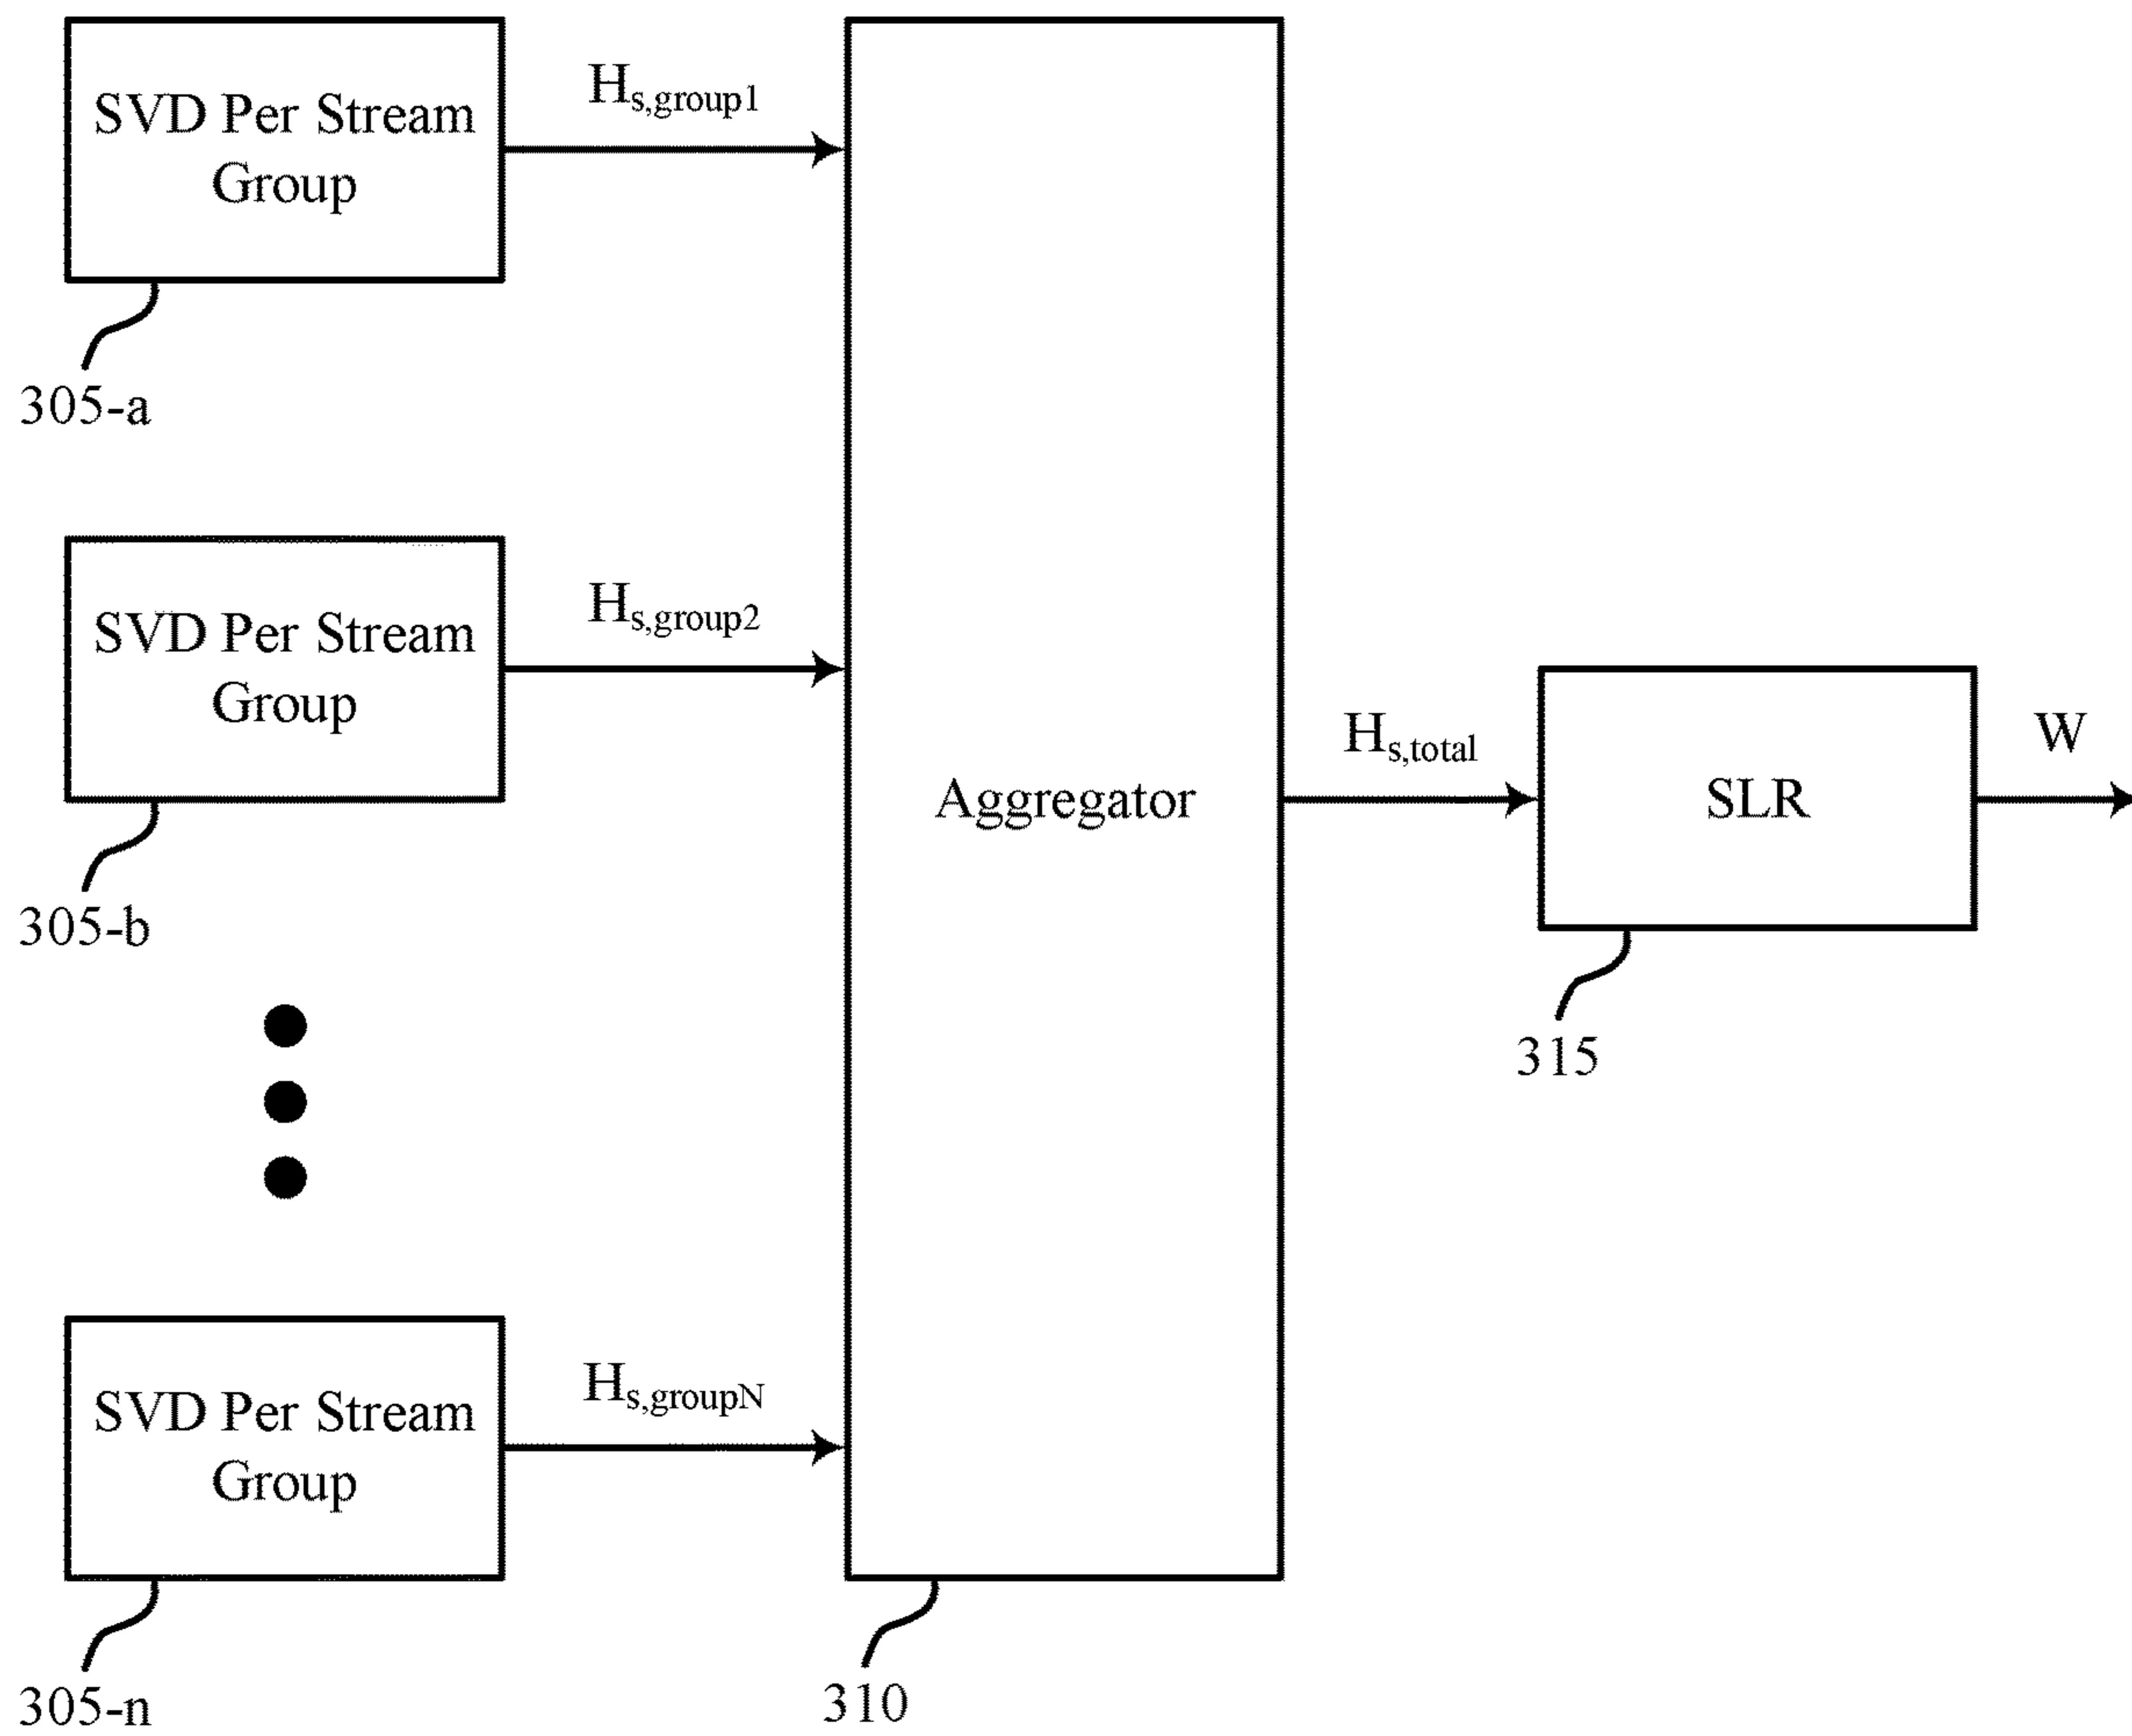 SVD Per Stream
Group
H_s,group1
305-a
SVD Per Stream
Group
H_s,group2
305-b
Aggregator
H_s,total
SLR
W
315
SVD Per Stream
Group
H_s,groupN
305-n
310